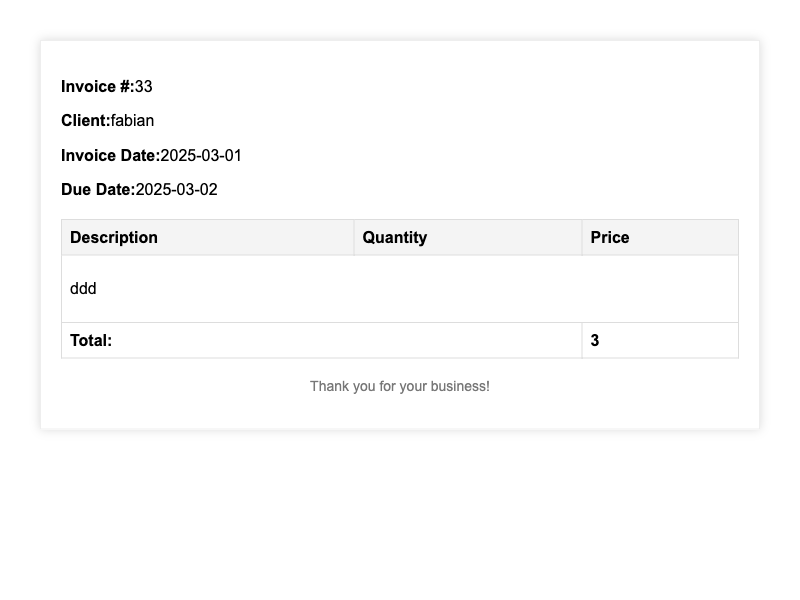 Invoice #:33
Client:fabian
Invoice Date:2025-03-01
Due Date:2025-03-02
Description Quantity Price
ddd
Total: 3
Thank you for your business!